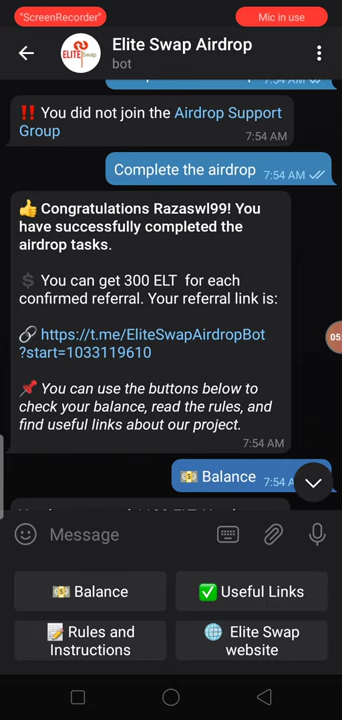 "ScreenRecorder"
Mic in use
Elite Swap Airdrop
bot
7:54 AM
‼ You did not join the Airdrop Support
Group
7:54 AM
Complete the airdrop 7:54 AM
👍 Congratulations Razaswl99! You
have successfully completed the
airdrop tasks.
💲 You can get 300 ELT for each
confirmed referral. Your referral link is:
🔗 https://t.me/EliteSwapAirdropBot
?start=1033119610
📌 You can use the buttons below to
check your balance, read the rules, and
find useful links about our project.
7:54 AM
💵 Balance 7:54
05
Message
💵 Balance
✅ Useful Links
📝 Rules and
Instructions
🌐 Elite Swap
website